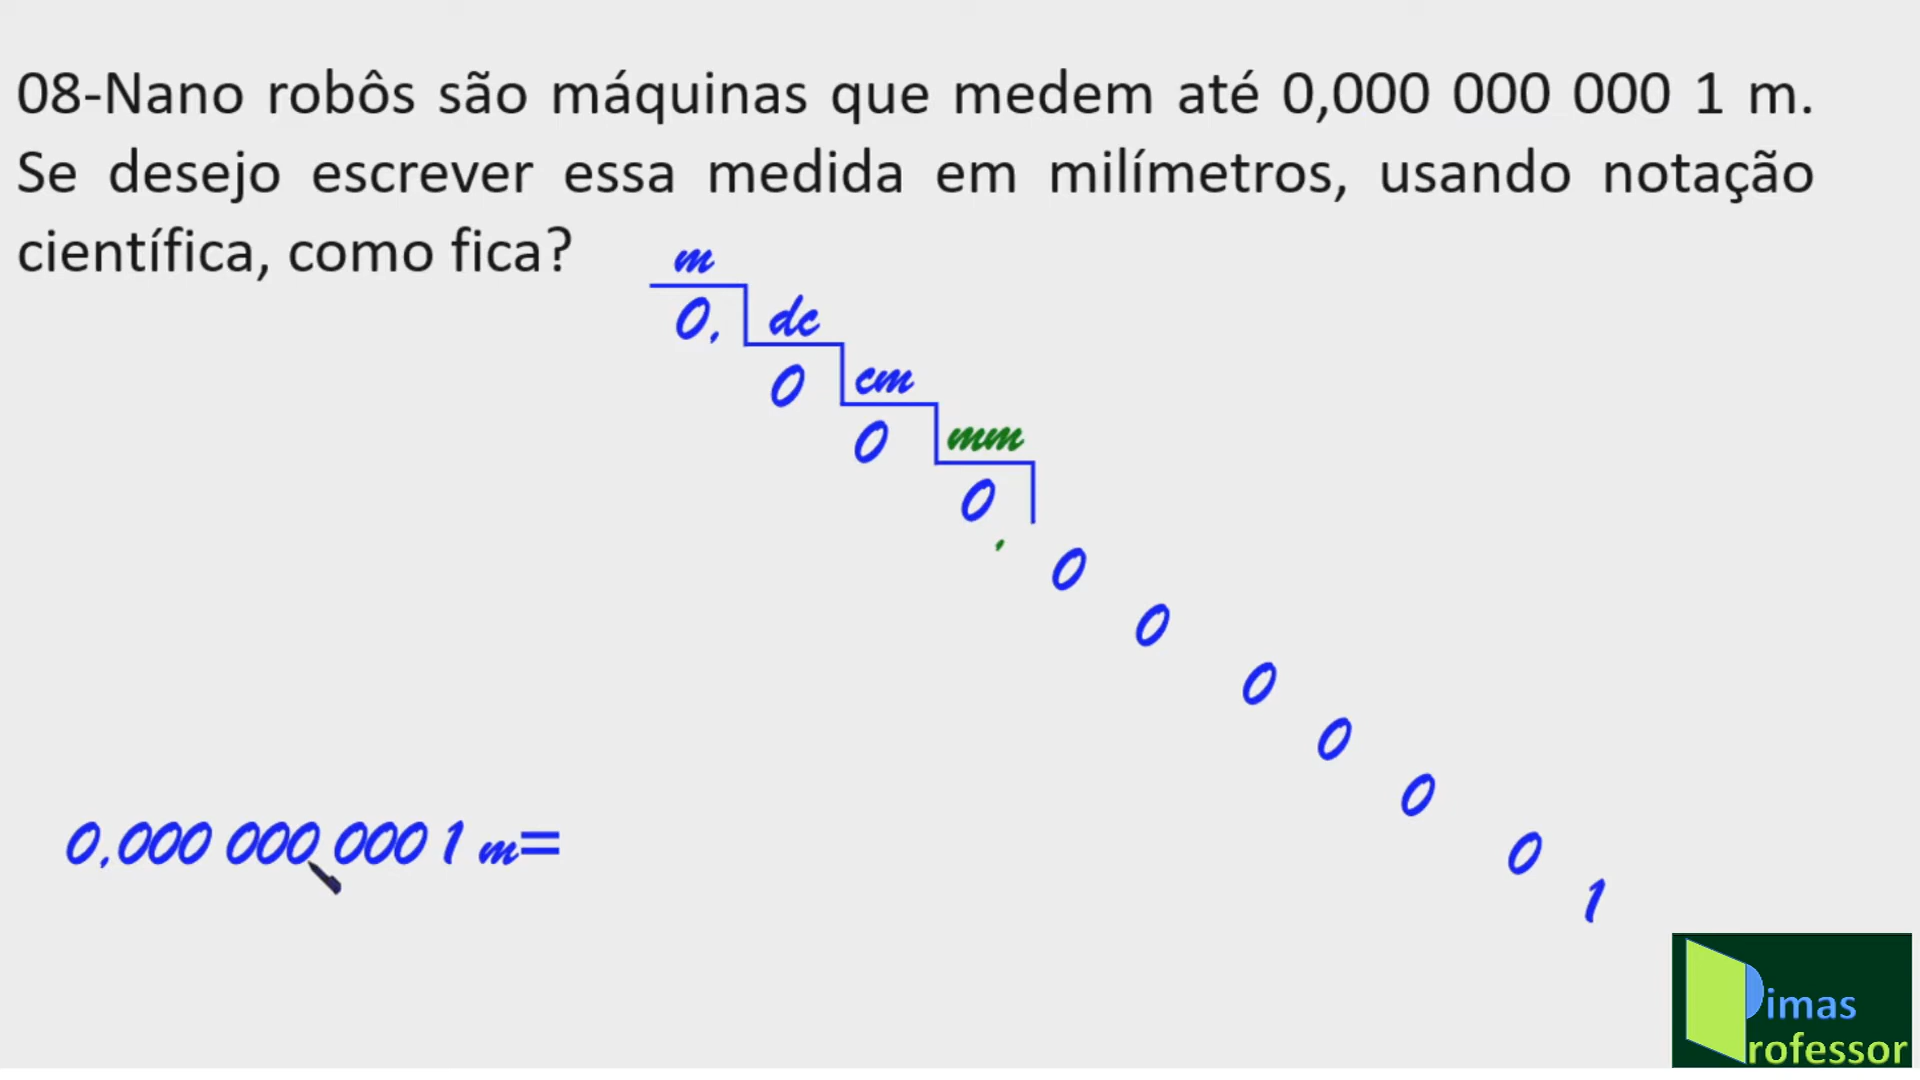 08-Nano robôs são máquinas que medem até 0,000 000 000 1 m.
Se desejo escrever essa medida em milímetros, usando notação
científica, como fica?
m
0,
dc
0
cm
0
mm
0
,
0
0
0
0
0
0
1
0,000 000 000 1 m=
Dimas
Professor